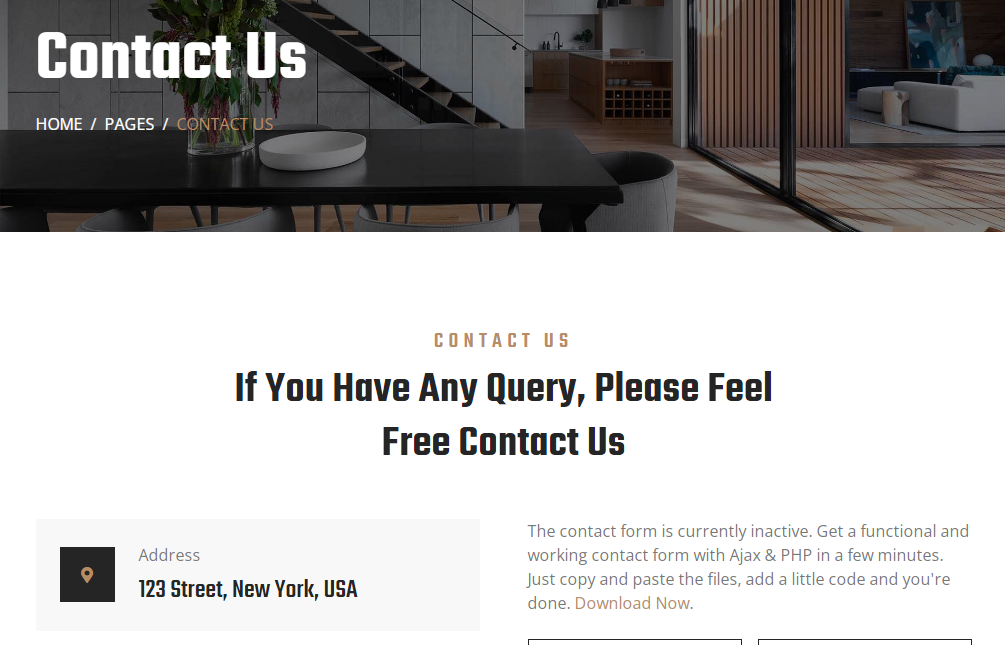 Contact Us
HOME / PAGES / CONTACT US
CONTACT US
If You Have Any Query, Please Feel
Free Contact Us
Address
123 Street, New York, USA
The contact form is currently inactive. Get a functional and
working contact form with Ajax & PHP in a few minutes.
Just copy and paste the files, add a little code and you're
done. Download Now.